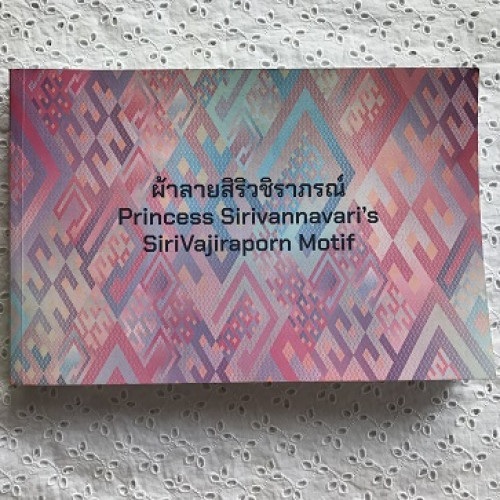 ผ้าลายสิริวชิราภรณ์
Princess Sirivannavari's
SiriVajiraporn Motif